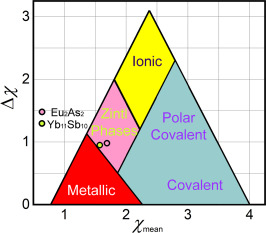 3
2
1
0
Δχ
Ionic
Zintl
Phases
Polar
Covalent
Eu₂As₂
Yb₁₁Sb₁₀
Metallic
Covalent
1
2
3
4
χmean